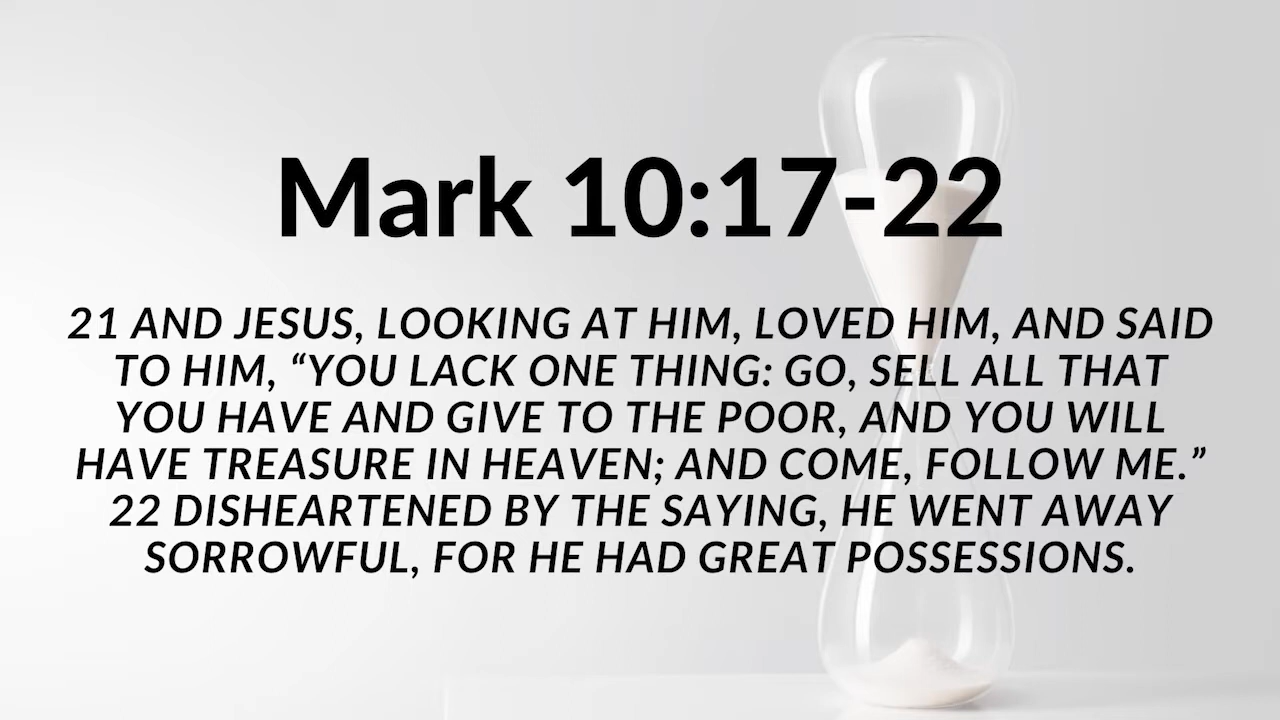 Mark 10:17-22
21 AND JESUS, LOOKING AT HIM, LOVED HIM, AND SAID
TO HIM, “YOU LACK ONE THING: GO, SELL ALL THAT
YOU HAVE AND GIVE TO THE POOR, AND YOU WILL
HAVE TREASURE IN HEAVEN; AND COME, FOLLOW ME.”
22 DISHEARTENED BY THE SAYING, HE WENT AWAY
SORROWFUL, FOR HE HAD GREAT POSSESSIONS.